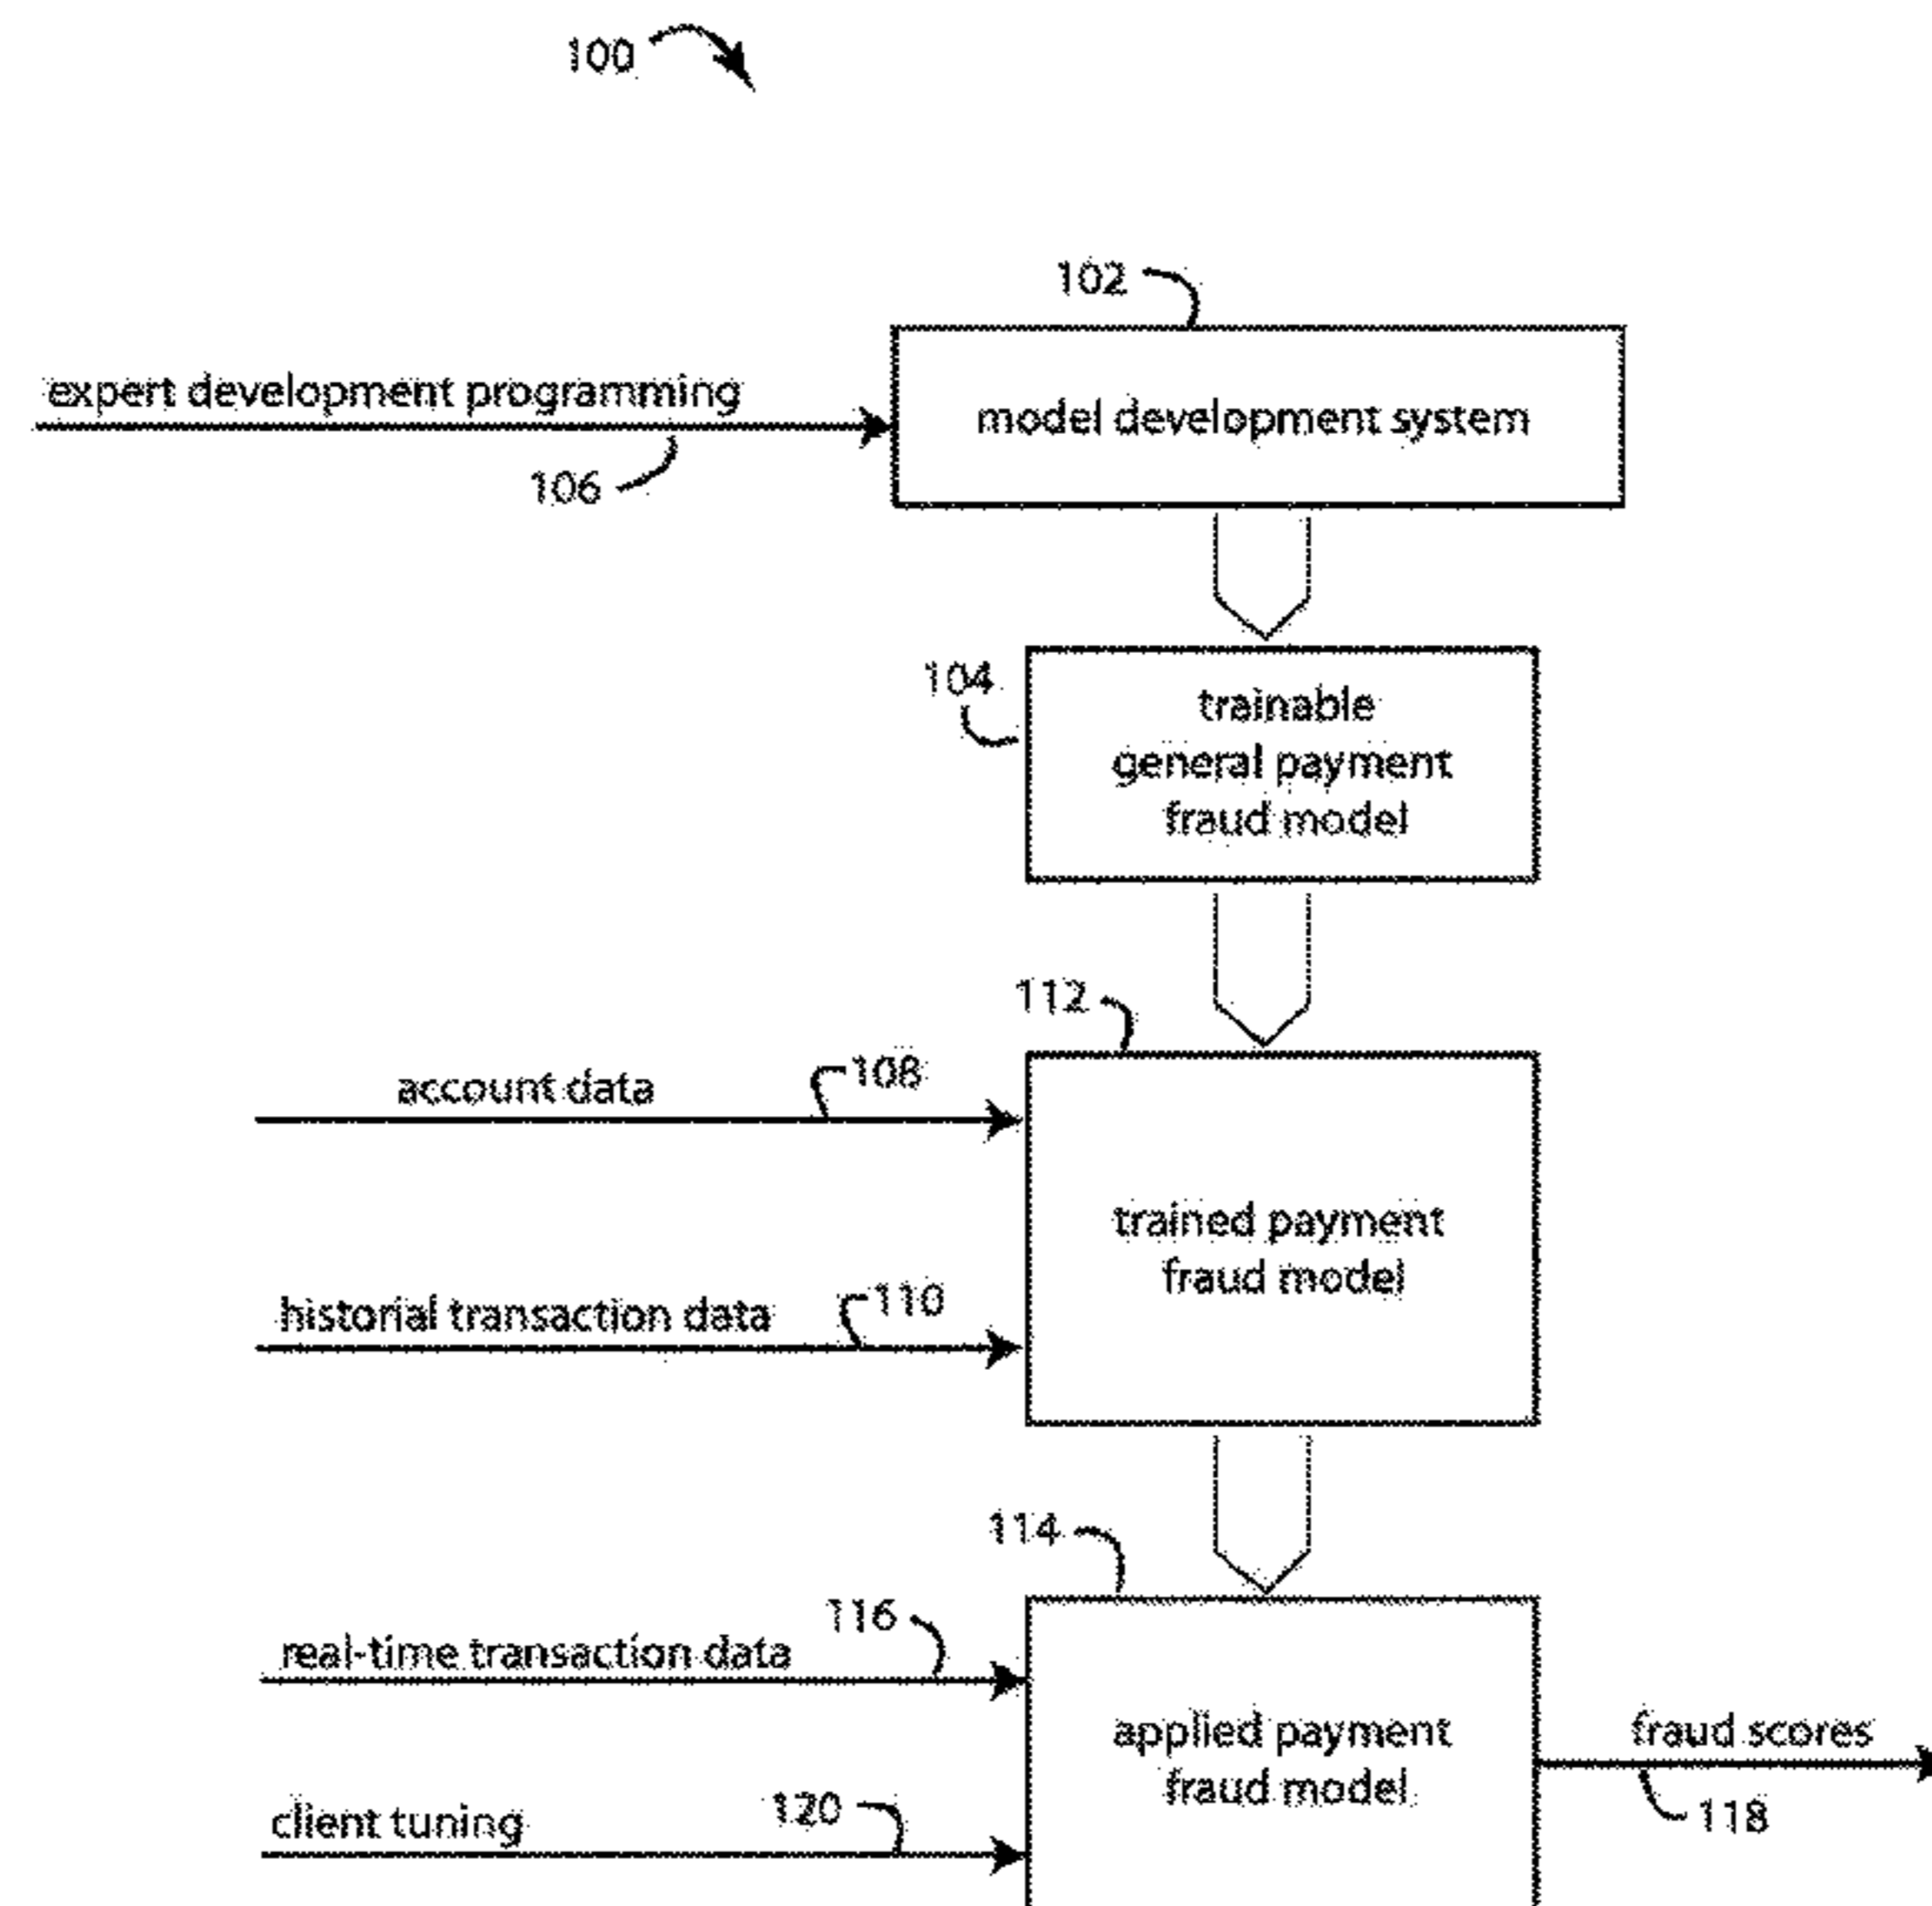 100
102
expert development programming
model development system
106
104
trainable
general payment
fraud model
112
account data
108
trained payment
fraud model
historial transaction data
110
114
116
real-time transaction data
applied payment
fraud model
fraud scores
118
client tuning
120